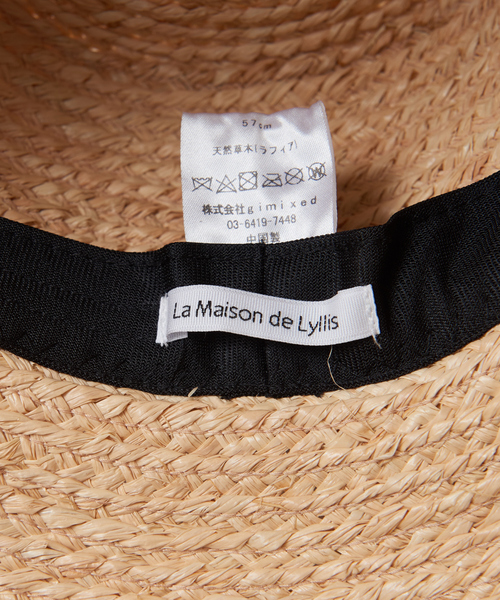 57cm
天然草木(ラフィア)
株式会社gimixed
03-6419-7448
中国製
La Maison de Lyllis